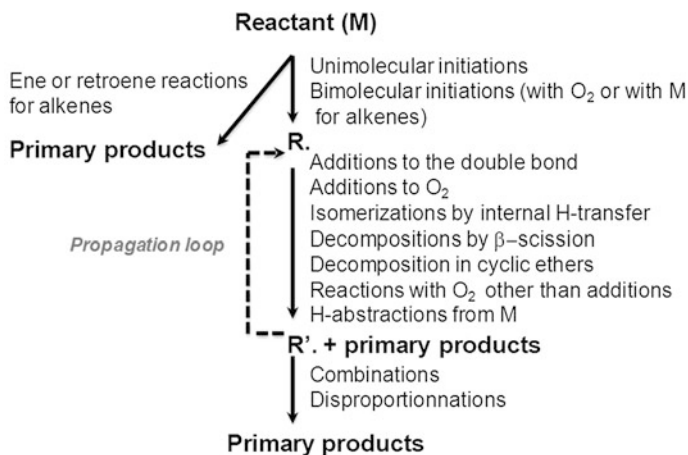 Reactant (M)
Ene or retroene reactions
for alkenes
Unimolecular initiations
Bimolecular initiations (with O₂ or with M
for alkenes)
Primary products
R.
Additions to the double bond
Additions to O₂
Isomerizations by internal H-transfer
Decompositions by β–scission
Decomposition in cyclic ethers
Reactions with O₂ other than additions
H-abstractions from M
Propagation loop
R'. + primary products
Combinations
Disproportionnations
Primary products